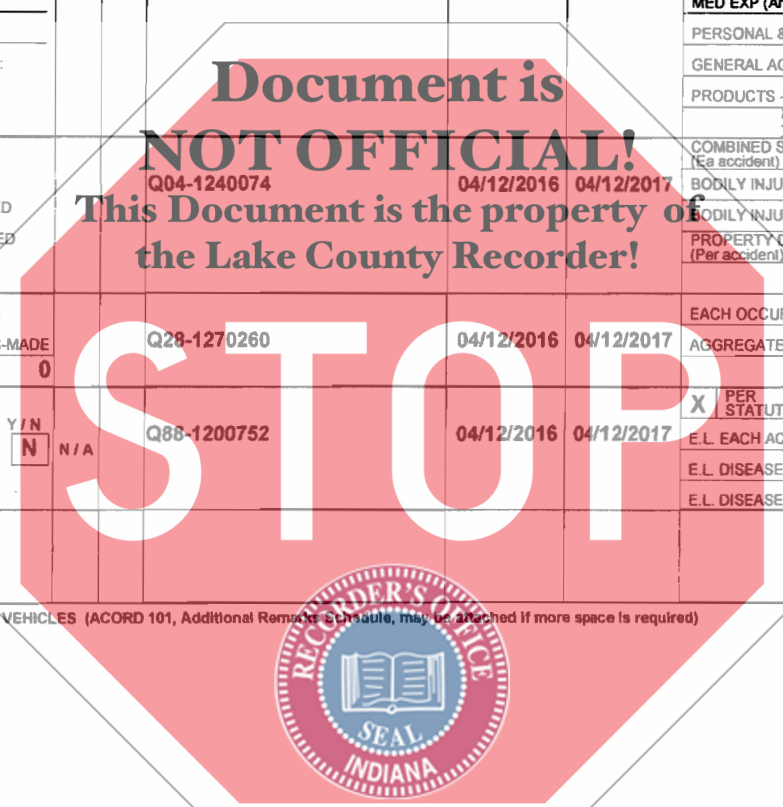 MED EXP (An
PERSONAL &
:
GENERAL AG
Document is
PRODUCTS -
NOT OFFICIAL!
COMBINED S
(Ea accident)
Q04-1240074 04/12/2016 04/12/2017 BODILY INJU
This Document is the property of
BODILY INJU
ED
PROPERTY D
(Per accident)
the Lake County Recorder!
EACH OCCUR
S-MADE Q28-1270260 04/12/2016 04/12/2017 AGGREGATE
0
STOP
X PER
STATUT
Y / N
N N / A Q88-1200752 04/12/2016 04/12/2017 E.L. EACH AC
E.L. DISEASE
E.L. DISEASE
VEHICLES (ACORD 101, Additional Remarks Schedule, may be attached if more space is required)
RECORDER'S OFFICE
SEAL
INDIANA